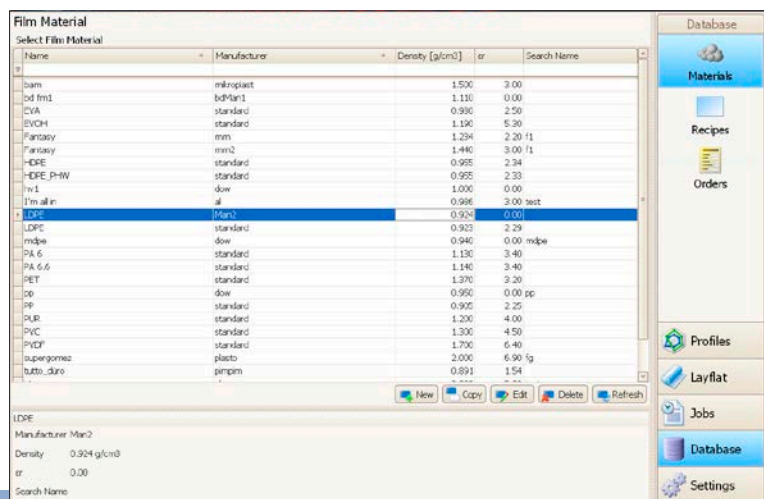 Film Material
Database
Select Film Material
Name Manufacturer Density [g/cm3] εr Search Name
bam mikropiast 1.500 3.00
bd fm1 bdMan1 1.110 0.00
EVA standard 0.930 2.50
EVOH standard 1.190 5.30
Fantasy mm 1.234 2.20 f1
Fantasy mm2 1.440 3.00 f1
HDPE standard 0.955 2.34
HDPE_PHW standard 0.955 2.33
hv1 dow 1.000 0.00
I'm all in al 0.996 3.00 test
LDPE Man2 0.924 0.00
LDPE standard 0.923 2.29
mdpe dow 0.940 0.00 mdpe
PA 6 standard 1.130 3.40
PA 6.6 standard 1.140 3.40
PET standard 1.370 3.20
pp dow 0.950 0.00 pp
PP standard 0.905 2.25
PUR standard 1.200 4.00
PVC standard 1.300 4.50
PVDF standard 1.700 6.40
supergomez plasto 2.000 6.90 fg
tutto_duro pimpim 0.891 1.54
New Copy Edit Delete Refresh
LDPE
Manufacturer Man2
Density 0.924 g/cm3
εr 0.00
Search Name
Materials
Recipes
Orders
Profiles
Layflat
Jobs
Database
Settings